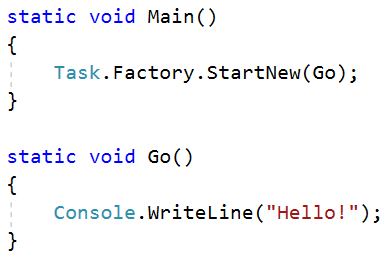 static void Main()
{
    Task.Factory.StartNew(Go);
}

static void Go()
{
    Console.WriteLine("Hello!");
}